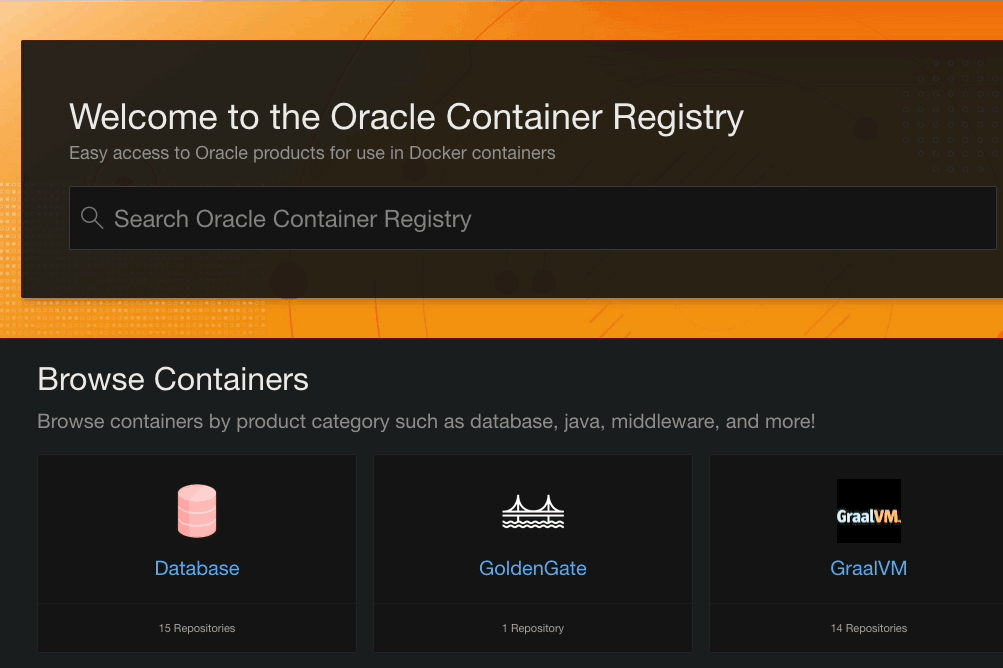 Welcome to the Oracle Container Registry
Easy access to Oracle products for use in Docker containers
Search Oracle Container Registry
Browse Containers
Browse containers by product category such as database, java, middleware, and more!
GraalVM.
Database
GoldenGate
GraalVM
15 Repositories
1 Repository
14 Repositories